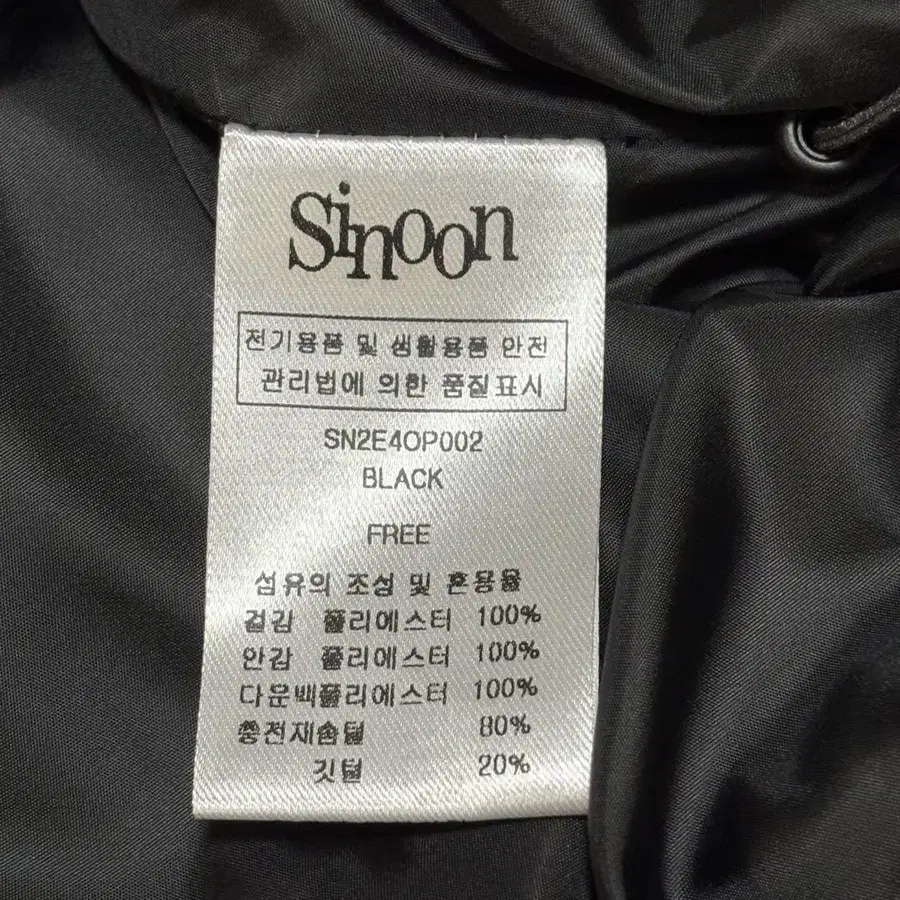 Sinoon
전기용품 및 생활용품 안전
관리법에 의한 품질표시
SN2E4OP002
BLACK
FREE
섬유의 조성 및 혼용율
겉감 폴리에스터 100%
안감 폴리에스터 100%
다운백폴리에스터 100%
충전재솜털 80%
깃털 20%